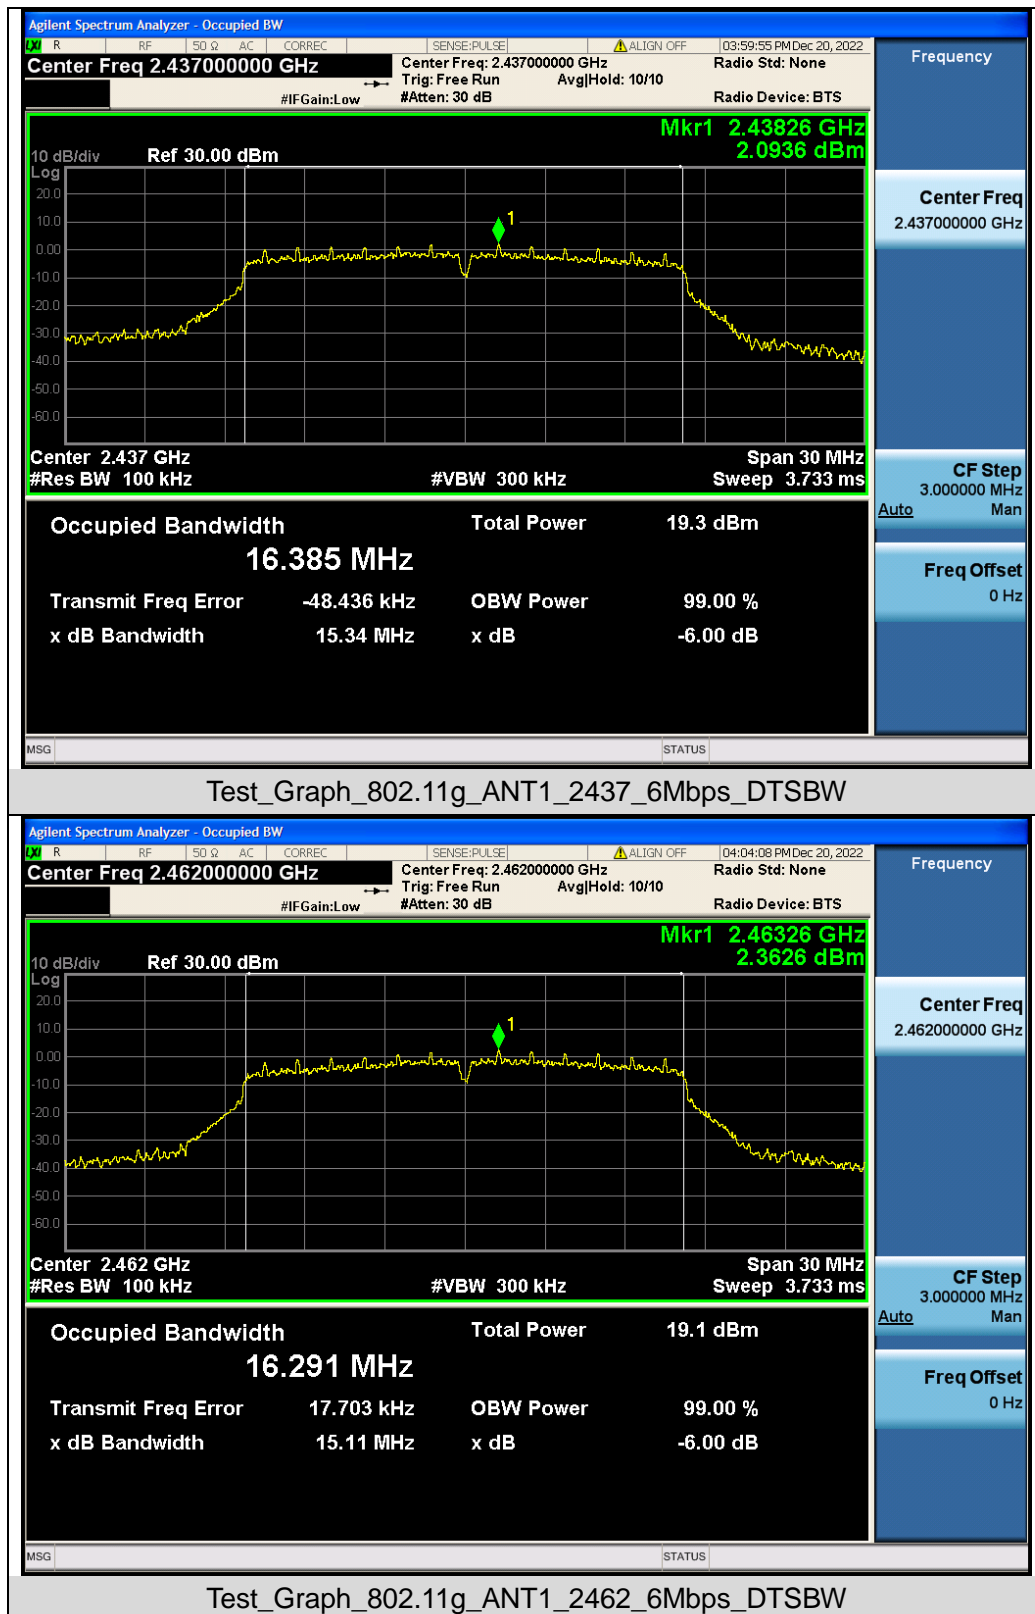 Agilent Spectrum Analyzer - Occupied BW
LXI R RF 50 Ω AC CORREC SENSE:PULSE ALIGN OFF 03:59:55 PM Dec 20, 2022
Center Freq 2.437000000 GHz
Center Freq: 2.437000000 GHz Radio Std: None
Trig: Free Run Avg|Hold: 10/10
#IFGain:Low #Atten: 30 dB Radio Device: BTS
Frequency
Mkr1 2.43826 GHz
2.0936 dBm
10 dB/div Ref 30.00 dBm
Log
20.0
10.0
0.00
-10.0
-20.0
-30.0
-40.0
-50.0
-60.0
1
Center 2.437 GHz Span 30 MHz
#Res BW 100 kHz #VBW 300 kHz Sweep 3.733 ms
Center Freq
2.437000000 GHz
CF Step
3.000000 MHz
Auto Man
Freq Offset
0 Hz
Occupied Bandwidth Total Power 19.3 dBm
16.385 MHz
Transmit Freq Error -48.436 kHz OBW Power 99.00 %
x dB Bandwidth 15.34 MHz x dB -6.00 dB
MSG STATUS
Test_Graph_802.11g_ANT1_2437_6Mbps_DTSBW
Agilent Spectrum Analyzer - Occupied BW
LXI R RF 50 Ω AC CORREC SENSE:PULSE ALIGN OFF 04:04:08 PM Dec 20, 2022
Center Freq 2.462000000 GHz
Center Freq: 2.462000000 GHz Radio Std: None
Trig: Free Run Avg|Hold: 10/10
#IFGain:Low #Atten: 30 dB Radio Device: BTS
Frequency
Mkr1 2.46326 GHz
2.3626 dBm
10 dB/div Ref 30.00 dBm
Log
20.0
10.0
0.00
-10.0
-20.0
-30.0
-40.0
-50.0
-60.0
1
Center 2.462 GHz Span 30 MHz
#Res BW 100 kHz #VBW 300 kHz Sweep 3.733 ms
Center Freq
2.462000000 GHz
CF Step
3.000000 MHz
Auto Man
Freq Offset
0 Hz
Occupied Bandwidth Total Power 19.1 dBm
16.291 MHz
Transmit Freq Error 17.703 kHz OBW Power 99.00 %
x dB Bandwidth 15.11 MHz x dB -6.00 dB
MSG STATUS
Test_Graph_802.11g_ANT1_2462_6Mbps_DTSBW